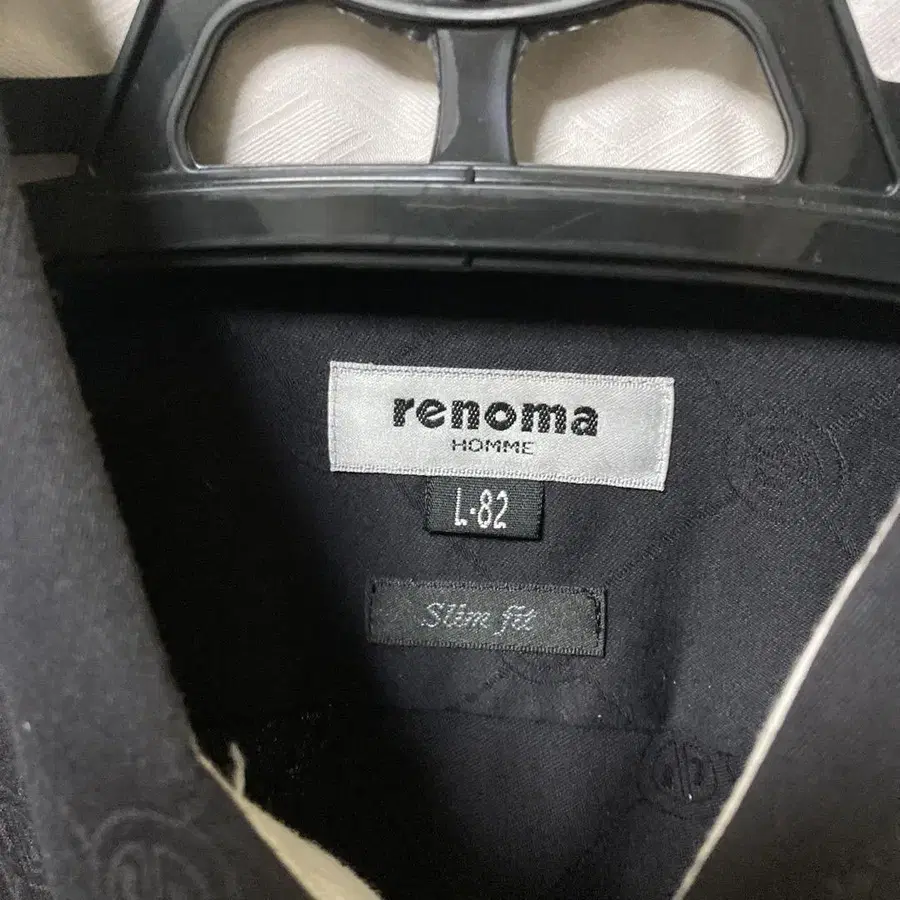 renoma
HOMME
L·82
Slim fit